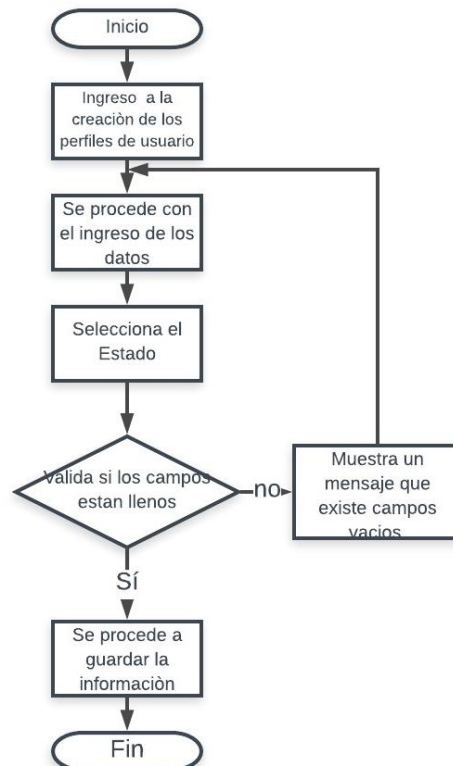 Inicio
Ingreso a la
creaciòn de los
perfiles de usuario
Se procede con
el ingreso de los
datos
Selecciona el
Estado
Valida si los campos
estan llenos
no
Muestra un
mensaje que
existe campos
vacios
Sí
Se procede a
guardar la
informaciòn
Fin